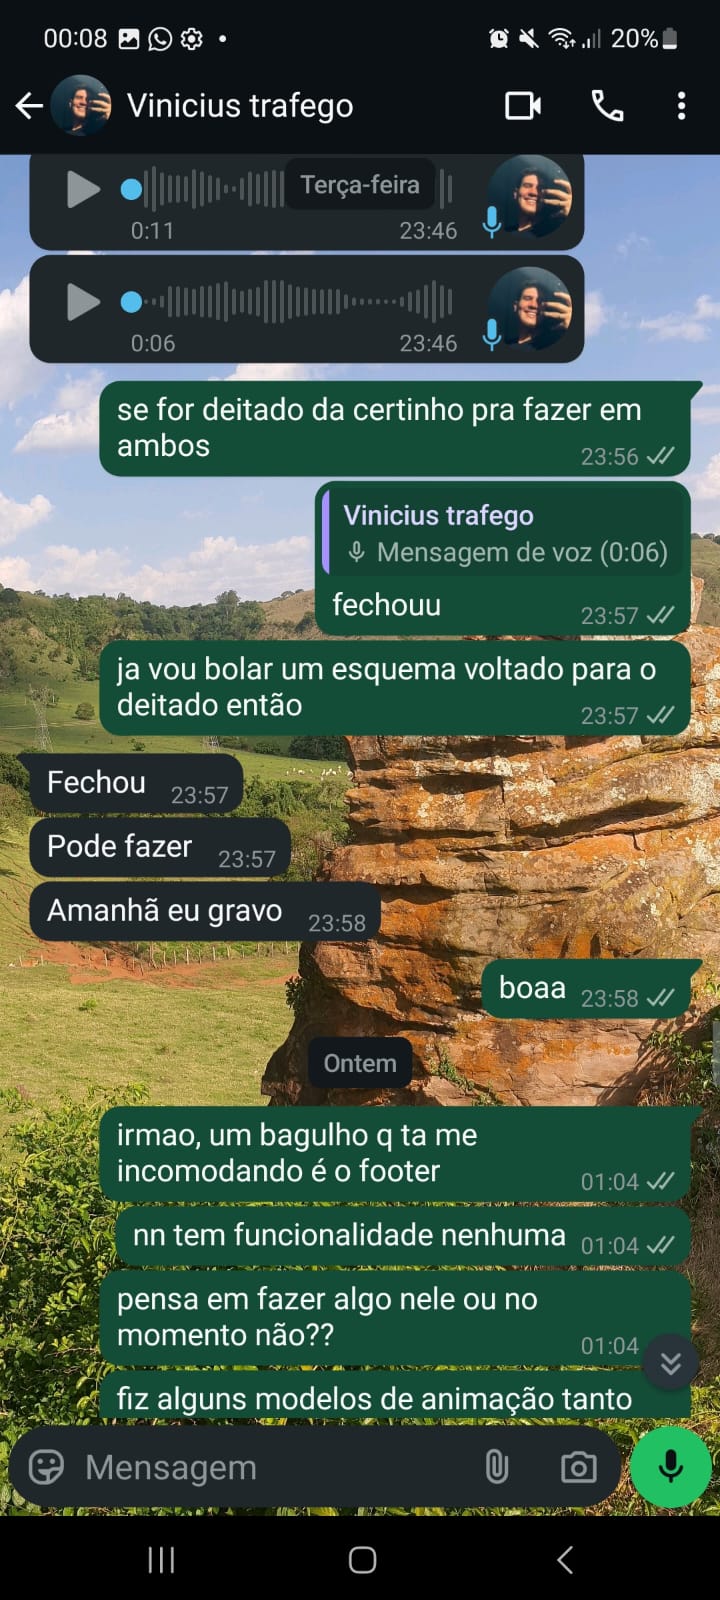 00:08
20%
Vinicius trafego
Terça-feira
0:11
23:46
0:06
23:46
se for deitado da certinho pra fazer em
ambos
23:56
Vinicius trafego
Mensagem de voz (0:06)
fechouu
23:57
ja vou bolar um esquema voltado para o
deitado então
23:57
Fechou
23:57
Pode fazer
23:57
Amanhã eu gravo
23:58
boaa
23:58
Ontem
irmao, um bagulho q ta me
incomodando é o footer
01:04
nn tem funcionalidade nenhuma
01:04
pensa em fazer algo nele ou no
momento não??
01:04
fiz alguns modelos de animação tanto
Mensagem